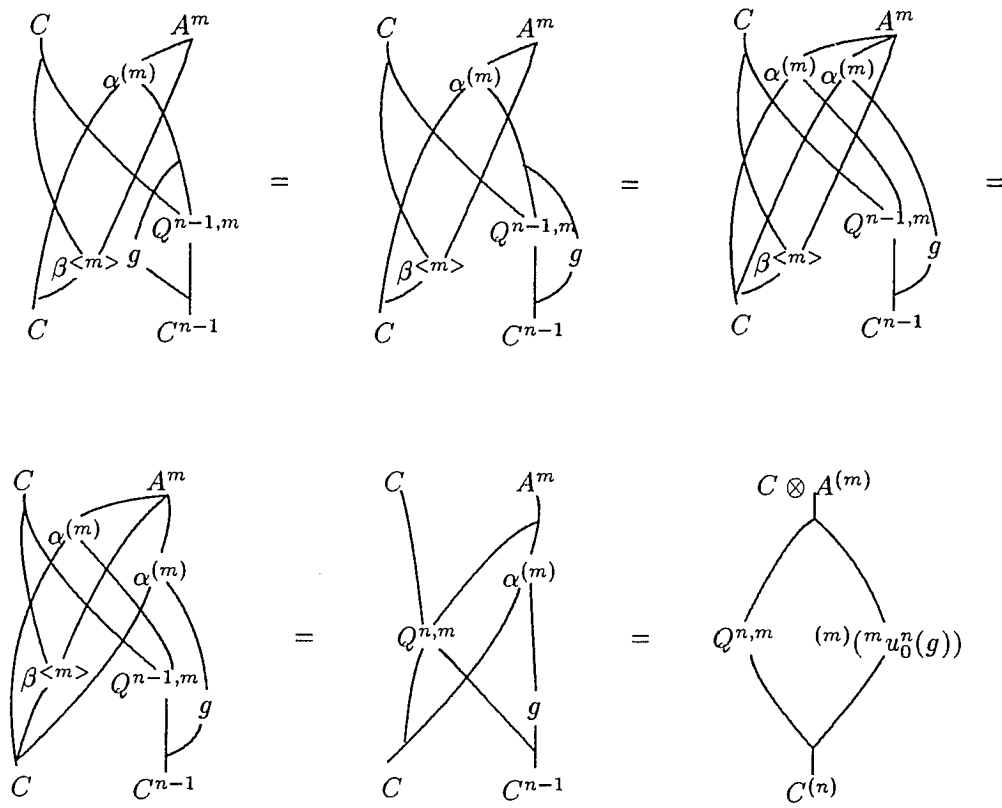 C A^m C A^m C A^m
α^(m) α^(m) α^(m) α^(m)
= = =
Q^{n-1,m} Q^{n-1,m} Q^{n-1,m}
β^{<m>} g β^{<m>} g β^{<m>} g
C C^{n-1} C C^{n-1} C C^{n-1}
C A^m C A^m C ⊗ A^(m)
α^(m)
α^(m) α^(m)
= =
Q^{n,m} Q^{n,m} ^(m)(^m u_0^n(g))
β^{<m>} Q^{n-1,m}
g g
C C^{n-1} C C^{n-1} C^(n)